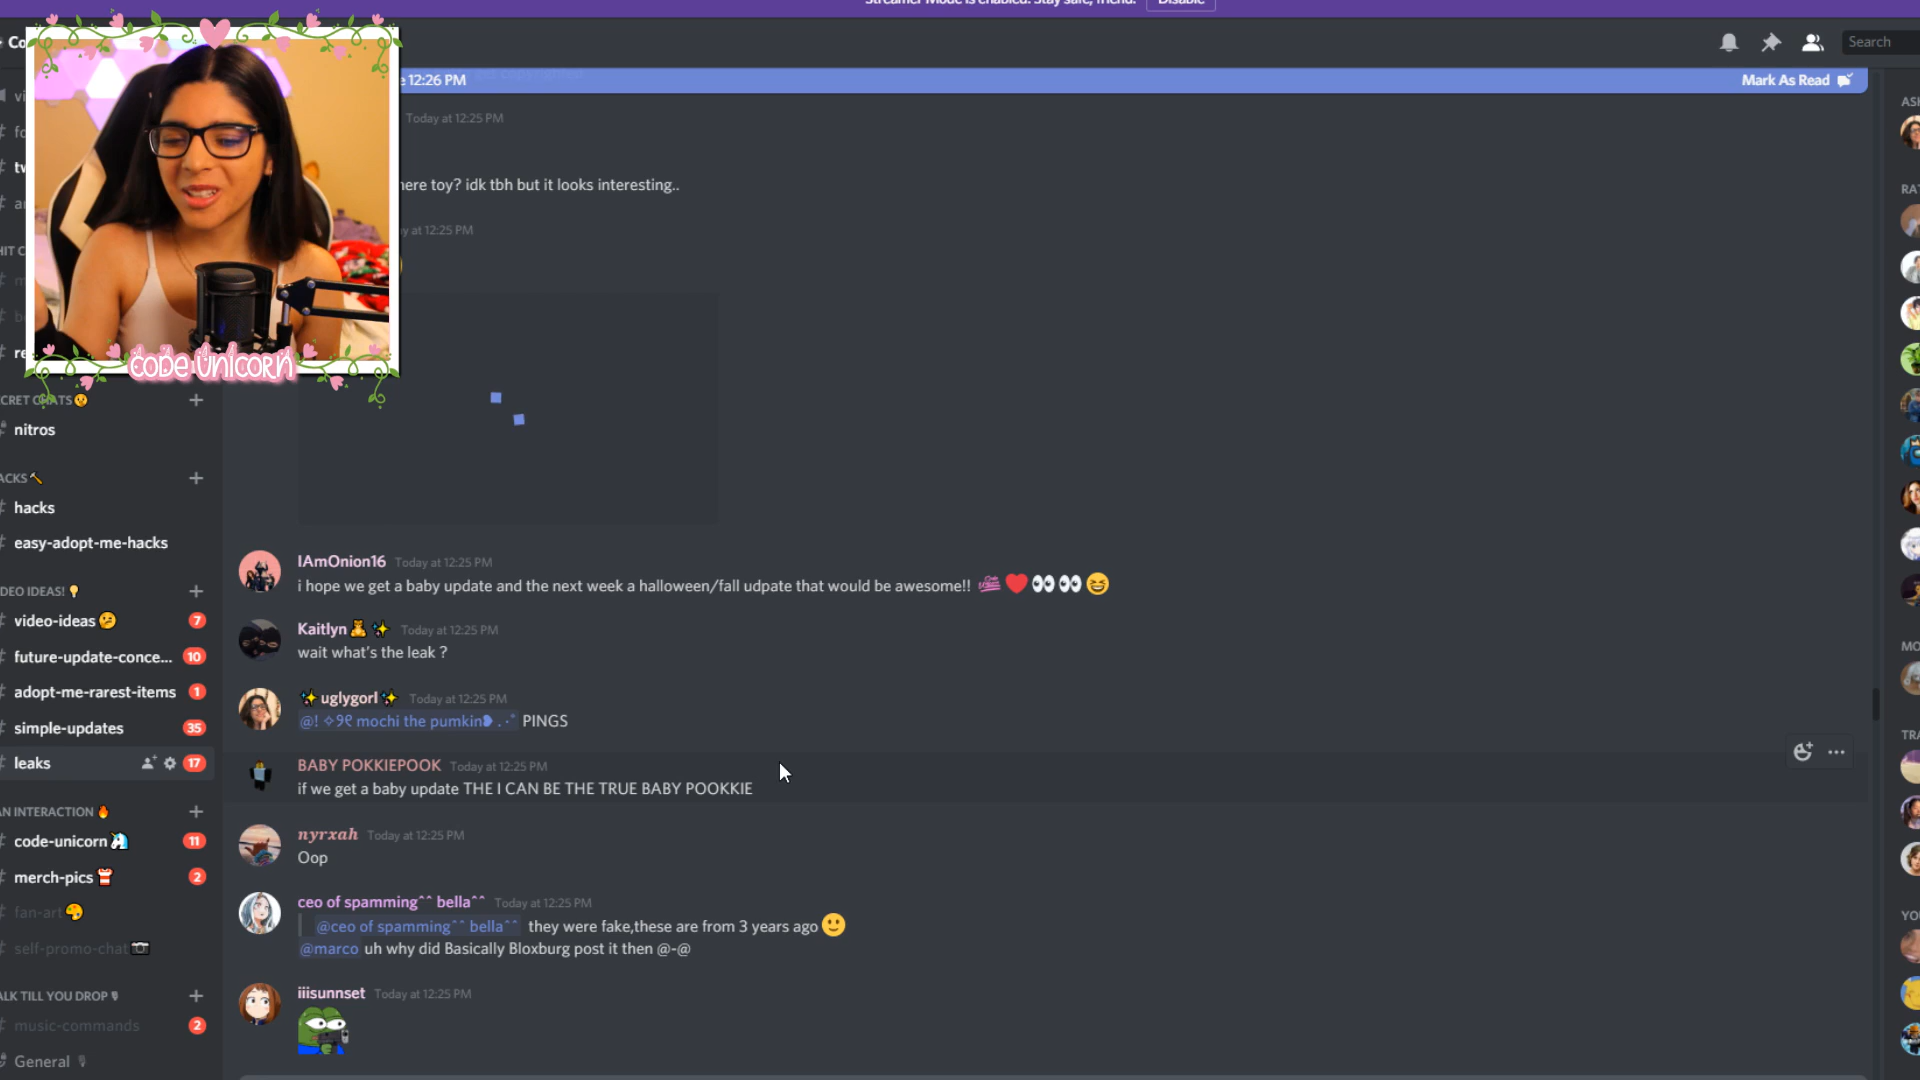 Streamer Mode is enabled. Stay safe, friend.
Disable
Co
Search
12:26 PM
Mark As Read
Today at 12:25 PM
here toy? idk tbh but it looks interesting..
at 12:25 PM
CODE UNICORN
nitros
hacks
easy-adopt-me-hacks
video-ideas 7
future-update-conce... 10
adopt-me-rarest-items 1
simple-updates 35
leaks 17
code-unicorn 11
merch-pics 2
fan-art
self-promo-chat
ALK TILL YOU DROP
music-commands 2
General
IAmOnion16 Today at 12:25 PM
i hope we get a baby update and the next week a halloween/fall udpate that would be awesome!!
Kaitlyn Today at 12:25 PM
wait what's the leak ?
✨uglygorl✨ Today at 12:25 PM
@! ✧୨୧ mochi the pumkin❥ . ·˚ PINGS
BABY POKKIEPOOK Today at 12:25 PM
if we get a baby update THE I CAN BE THE TRUE BABY POOKKIE
nyrxah Today at 12:25 PM
Oop
ceo of spamming^^ bella^^ Today at 12:25 PM
@ceo of spamming^^ bella^^ they were fake,these are from 3 years ago 🙂
@marco uh why did Basically Bloxburg post it then @-@
iiisunnset Today at 12:25 PM